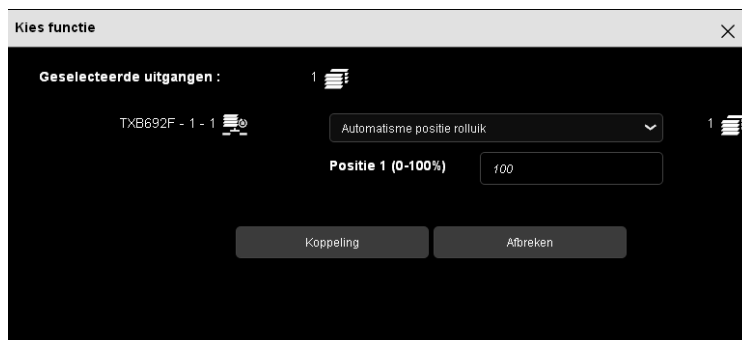 Kies functie
Geselecteerde uitgangen : 1
TXB692F - 1 - 1 Automatisme positie rolluik 1
Positie 1 (0-100%) 100
Koppeling Afbreken